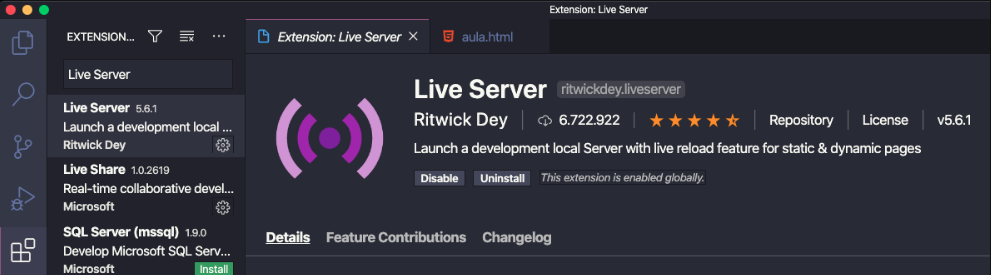 Extension: Live Server
EXTENSION...
Live Server
Live Server 5.6.1
Launch a development local ...
Ritwick Dey
Live Share 1.0.2619
Real-time collaborative devel...
Microsoft
SQL Server (mssql) 1.9.0
Develop Microsoft SQL Serv...
Microsoft Install
Extension: Live Server
aula.html
Live Server ritwickdey.liveserver
Ritwick Dey 6.722.922 Repository License v5.6.1
Launch a development local Server with live reload feature for static & dynamic pages
Disable Uninstall This extension is enabled globally.
Details Feature Contributions Changelog